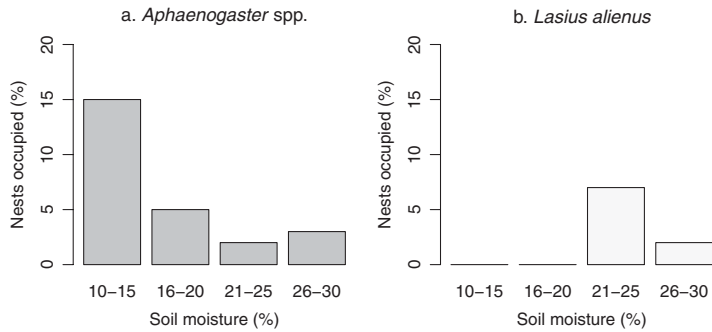 a. Aphaenogaster spp.
20
15
10
5
0
Nests occupied (%)
10–15 16–20 21–25 26–30
Soil moisture (%)
b. Lasius alienus
20
15
10
5
0
Nests occupied (%)
10–15 16–20 21–25 26–30
Soil moisture (%)